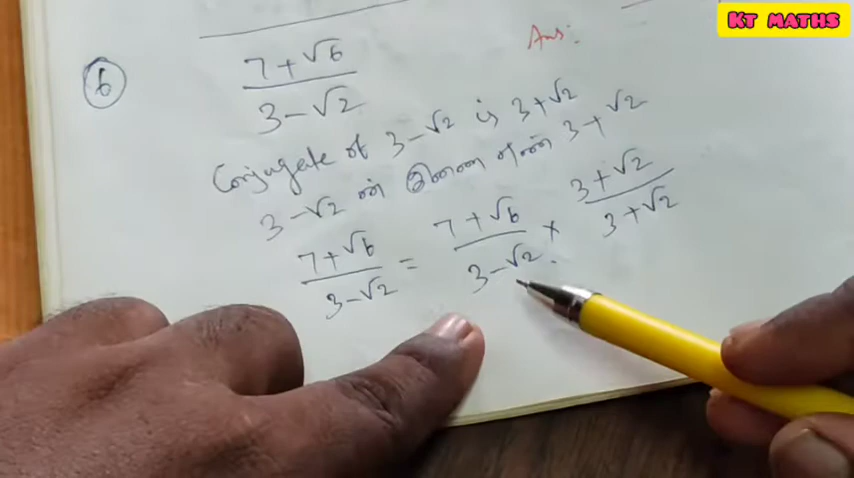 KT MATHS
Ans:
6
7+√6 / 3-√2
Conjugate of 3-√2 is 3+√2
3-√2 ன் இணை எண் 3+√2
7+√6 / 3-√2 = 7+√6 / 3-√2 × 3+√2 / 3+√2